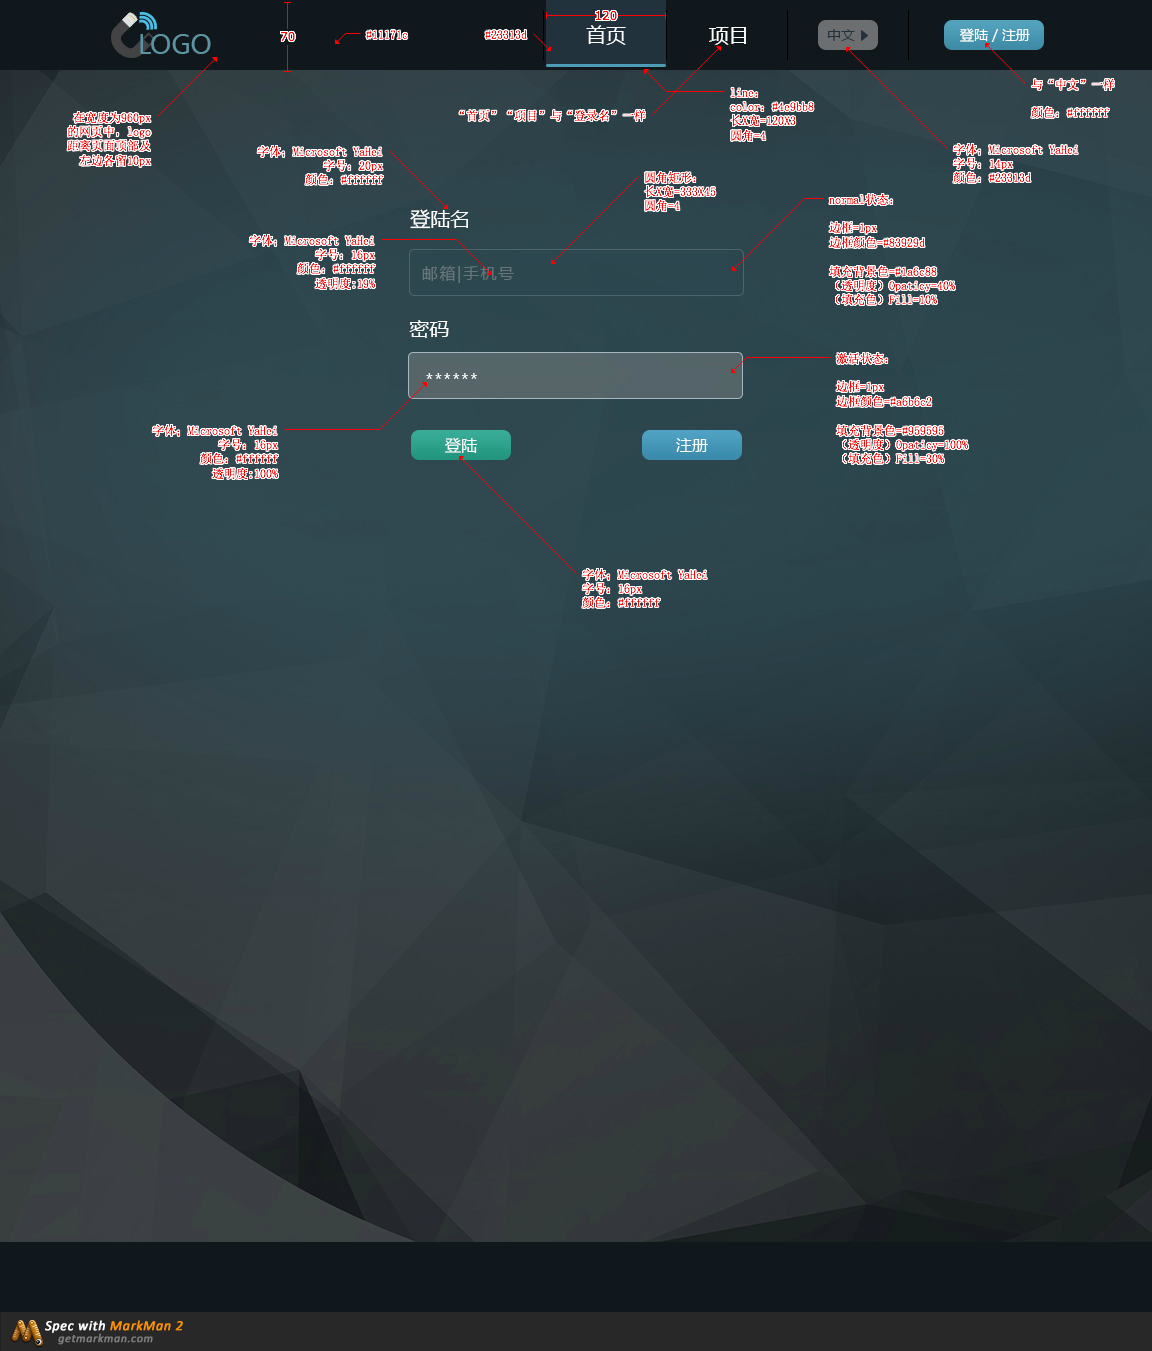 LOGO
70
#11171c
#23313d
120
首页
项目
中文
登陆 / 注册
与“中文”一样
颜色：#ffffff
line:
color: #4c9bb8
长X宽=120X3
圆角=4
“首页”“项目”与“登录名”一样
在宽度为960px
的网页中，logo
距离页面顶部及
左边各留10px
字体：Microsoft YaHei
字号：14px
颜色：#23313d
字体：Microsoft YaHei
字号：20px
颜色：#ffffff
圆角矩形：
长X宽=333X45
圆角=4
normal状态：
边框=1px
边框颜色=#83929d
填充背景色=#1a6c88
（透明度）Opaticy=40%
（填充色）Fill=10%
登陆名
字体：Microsoft YaHei
字号：16px
颜色：#ffffff
透明度:19%
邮箱|手机号
密码
激活状态：
边框=1px
边框颜色=#a6b6c2
填充背景色=#969696
（透明度）Opaticy=100%
（填充色）Fill=30%
******
字体：Microsoft YaHei
字号：16px
颜色：#ffffff
透明度:100%
登陆
注册
字体：Microsoft YaHei
字号：16px
颜色：#ffffff
Spec with MarkMan 2
getmarkman.com